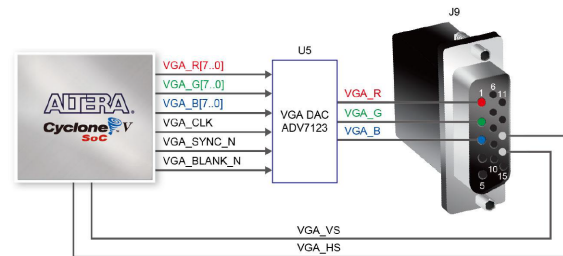 J9
U5
VGA_R[7..0]
VGA_G[7..0]
VGA_B[7..0]
VGA_CLK
VGA_SYNC_N
VGA_BLANK_N
ALTERA.
Cyclone V
SoC
VGA DAC
ADV7123
VGA_R
VGA_G
VGA_B
1
6
11
5
10
15
VGA_VS
VGA_HS